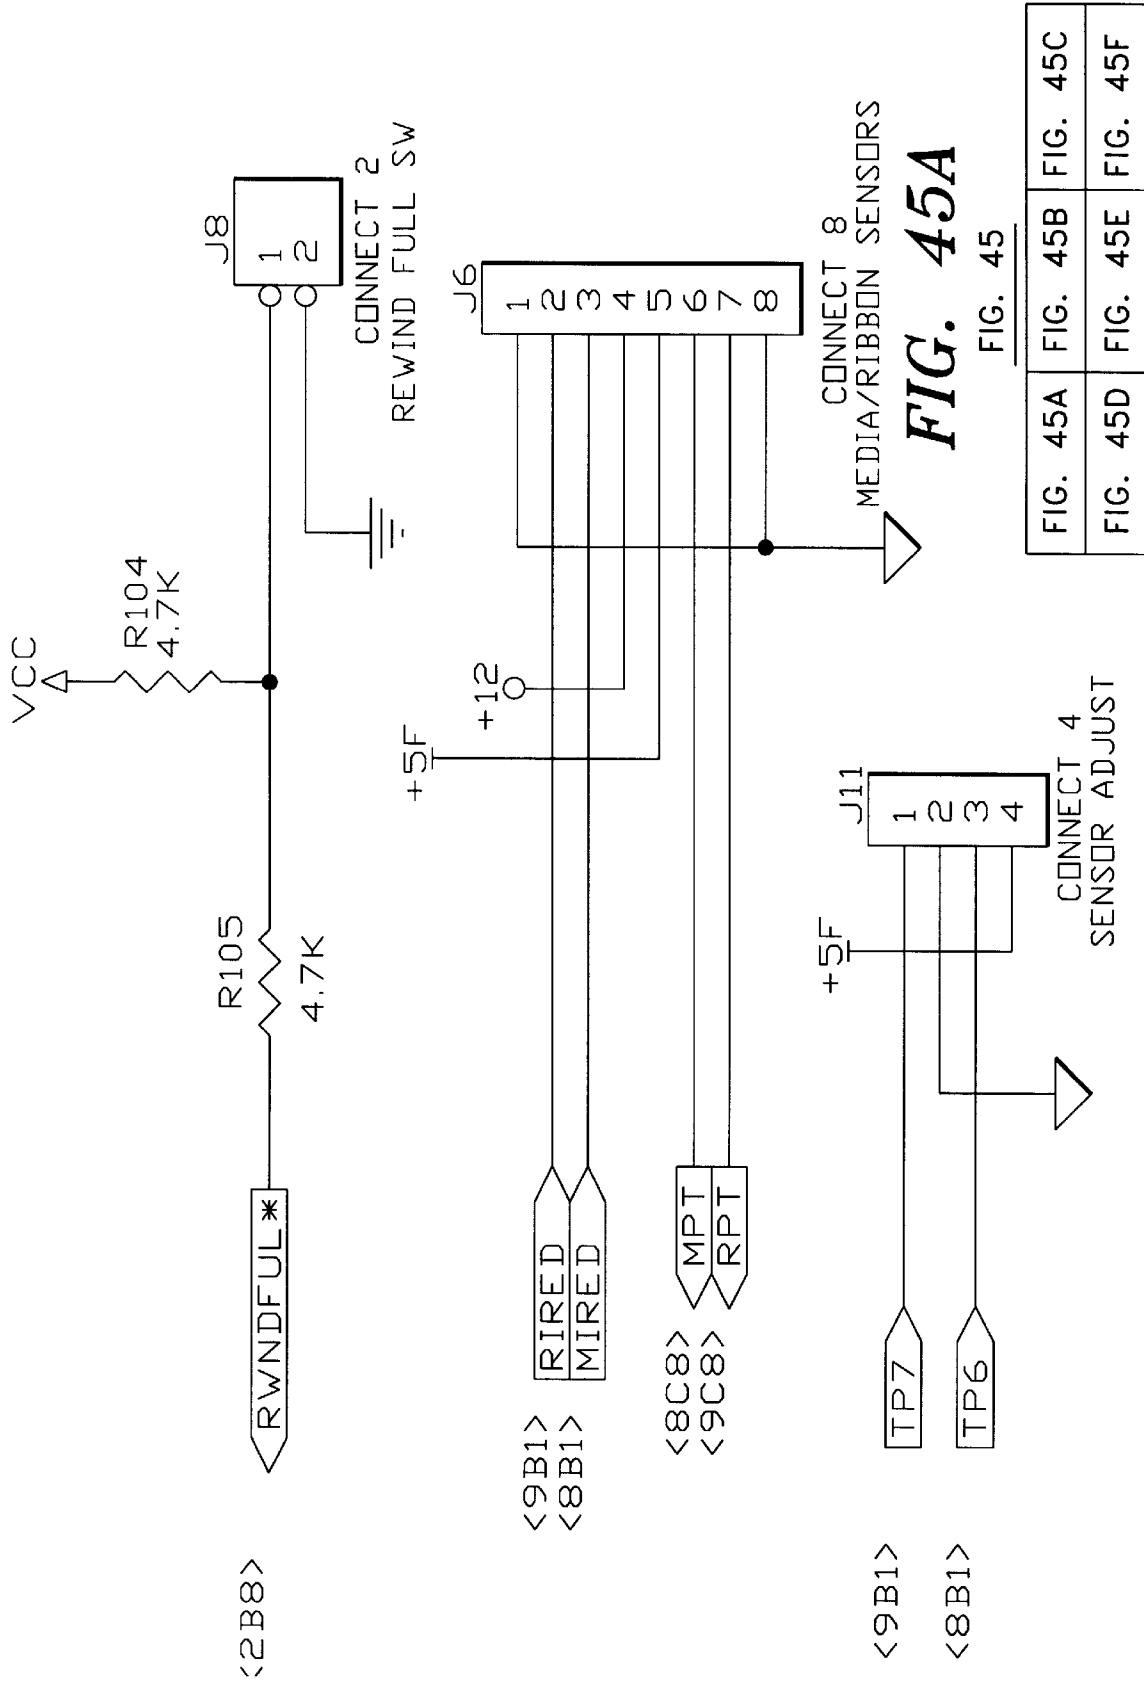 VCC
R104
4.7K
<2B8>
RWNDFUL*
R105
4.7K
J8
1
2
CONNECT 2
REWIND FULL SW
+5F
+12
J6
1
2
3
4
5
6
7
8
<9B1>
RIRED
<8B1>
MIRED
<8C8>
MPT
<9C8>
RPT
CONNECT 8
MEDIA/RIBBON SENSORS
+5F
J11
1
2
3
4
<9B1>
TP7
<8B1>
TP6
CONNECT 4
SENSOR ADJUST
FIG. 45A
FIG. 45
FIG. 45A FIG. 45B FIG. 45C
FIG. 45D FIG. 45E FIG. 45F